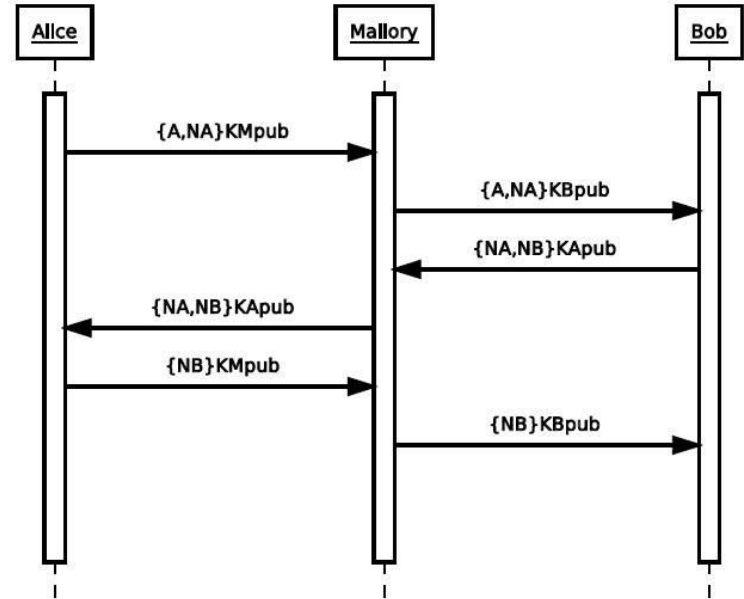 Alice
Mallory
Bob
{A,NA}KMpub
{A,NA}KBpub
{NA,NB}KApub
{NA,NB}KApub
{NB}KMpub
{NB}KBpub